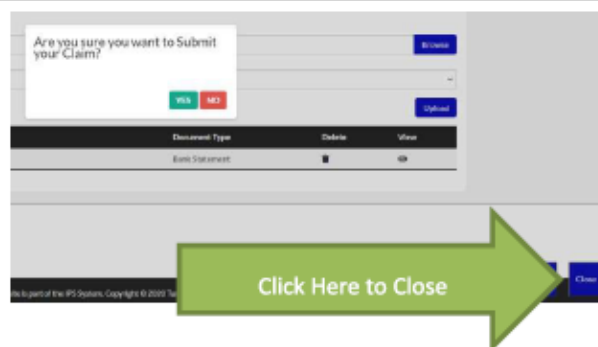 Are you sure you want to Submit
your Claim?
Browse
YES NO
Upload
Document Type Delete View
Bank Statement
Click Here to Close
Close
part of the IPS System. Copyright © 2020